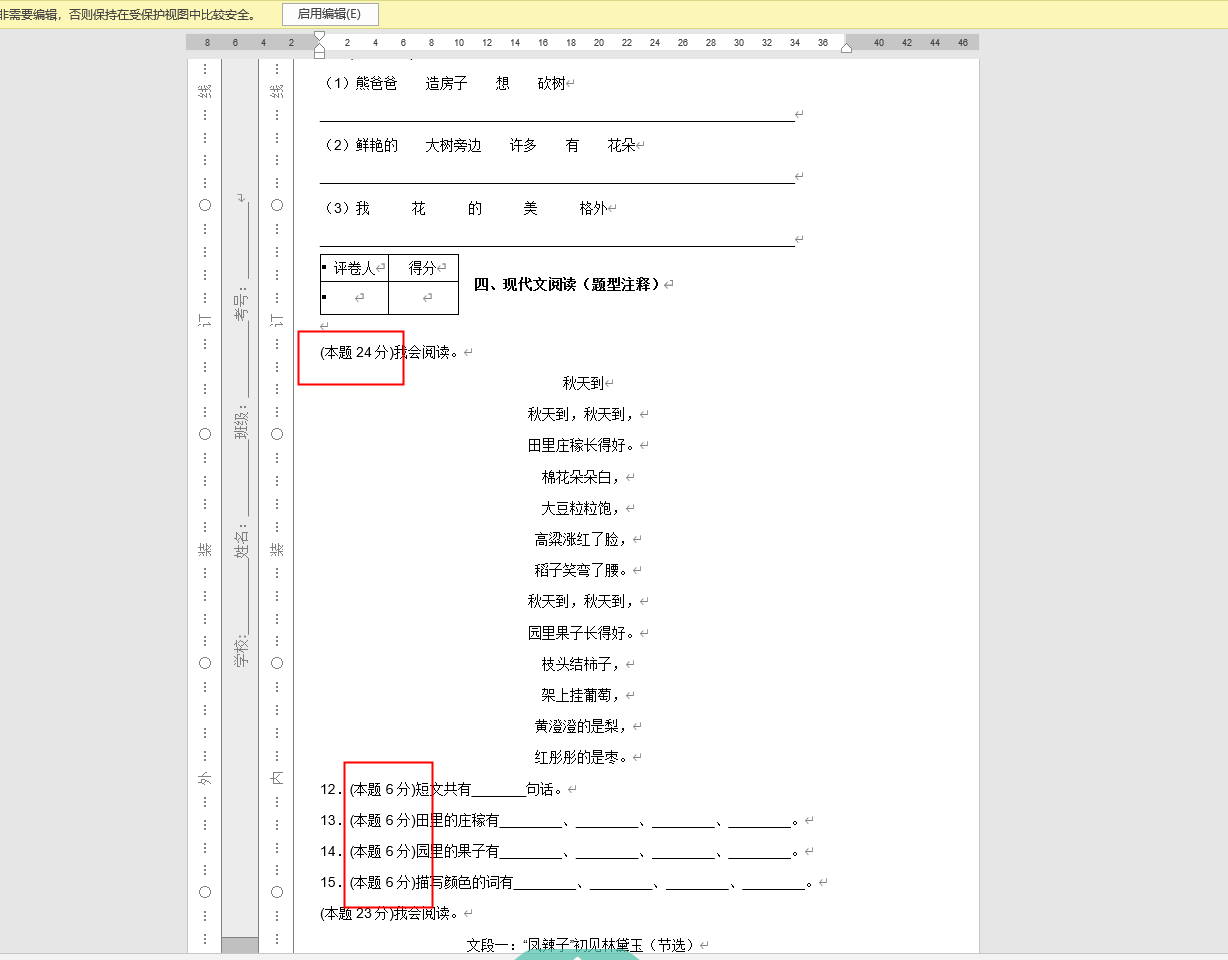 非需要编辑，否则保持在受保护视图中比较安全。 启用编辑(E)
8 6 4 2 2 4 6 8 10 12 14 16 18 20 22 24 26 28 30 32 34 36 40 42 44 46
（1）熊爸爸 造房子 想 砍树
（2）鲜艳的 大树旁边 许多 有 花朵
（3）我 花 的 美 格外
评卷人 得分
四、现代文阅读（题型注释）
(本题 24 分)我会阅读。
秋天到
秋天到，秋天到，
田里庄稼长得好。
棉花朵朵白，
大豆粒粒饱，
高粱涨红了脸，
稻子笑弯了腰。
秋天到，秋天到，
园里果子长得好。
枝头结柿子，
架上挂葡萄，
黄澄澄的是梨，
红彤彤的是枣。
12．(本题 6 分)短文共有_______句话。
13．(本题 6 分)田里的庄稼有________、________、________、________。
14．(本题 6 分)园里的果子有________、________、________、________。
15．(本题 6 分)描写颜色的词有________、________、________、________。
(本题 23 分)我会阅读。
文段一：“凤辣子”初见林黛玉（节选）
线 订 装 外
学校: 姓名： 班级： 考号：
线 订 装 内